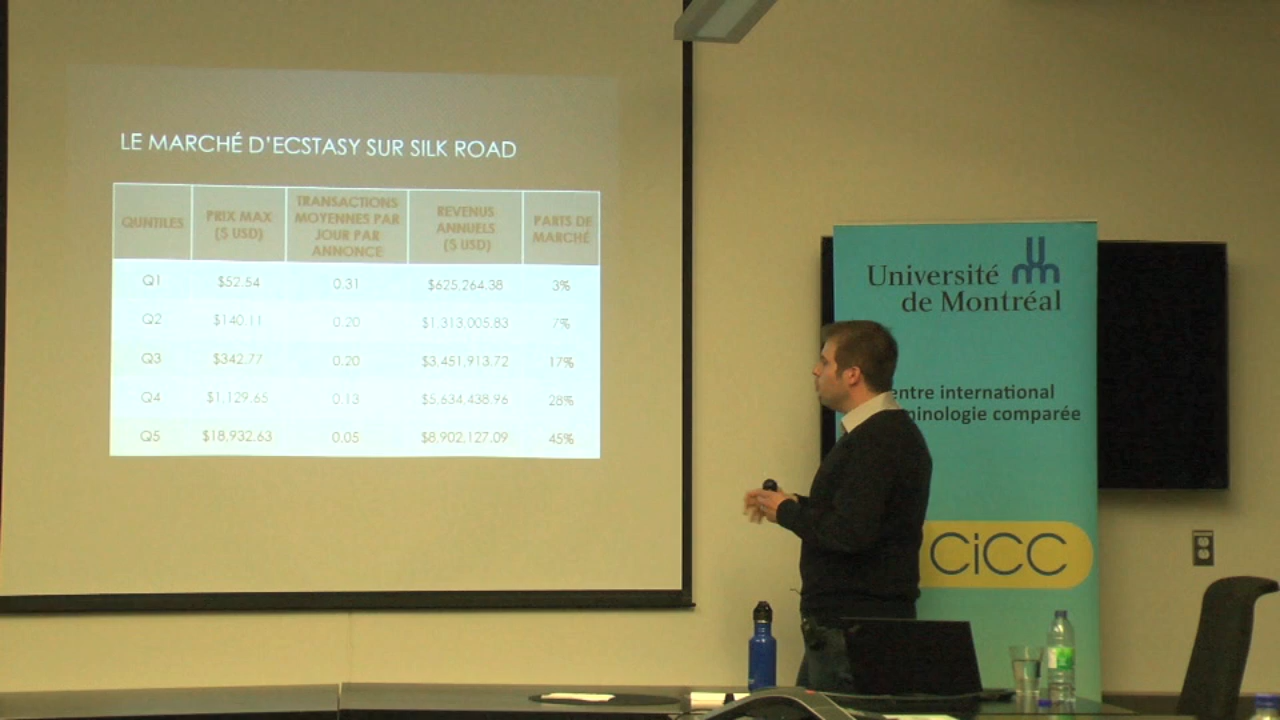 LE MARCHÉ D'ECSTASY SUR SILK ROAD
QUNTILES
PRIX MAX
($ USD)
TRANSACTIONS
MOYENNES PAR
JOUR PAR
ANNONCE
REVENUS
ANNUELS
($ USD)
PARTS DE
MARCHÉ
Q1 $52.54 0.31 $625,264.38 3%
Q2 $140.11 0.20 $1,313,005.83 7%
Q3 $342.77 0.20 $3,451,913.72 17%
Q4 $1,129.65 0.13 $5,634,438.96 28%
Q5 $18,932.63 0.05 $8,902,127.09 45%
Université
de Montréal
entre international
minologie comparée
CiCC